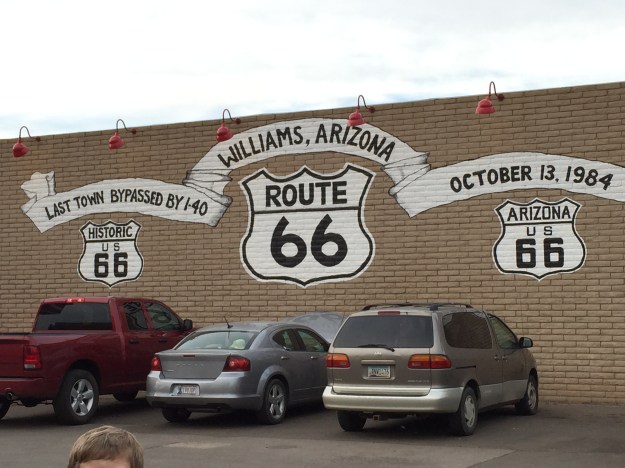 WILLIAMS, ARIZONA
LAST TOWN BYPASSED BY I-40
OCTOBER 13, 1984
HISTORIC
US
66
ROUTE
66
ARIZONA
US
66